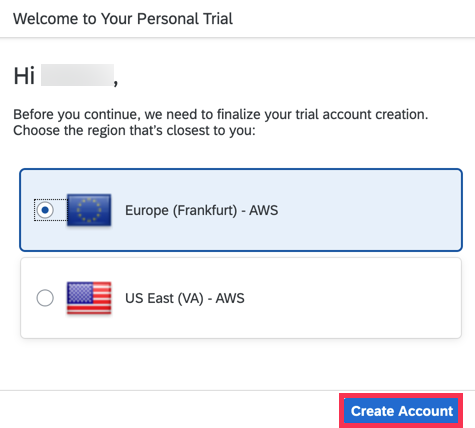 Welcome to Your Personal Trial
Hi ,
Before you continue, we need to finalize your trial account creation.
Choose the region that's closest to you:
Europe (Frankfurt) - AWS
US East (VA) - AWS
Create Account